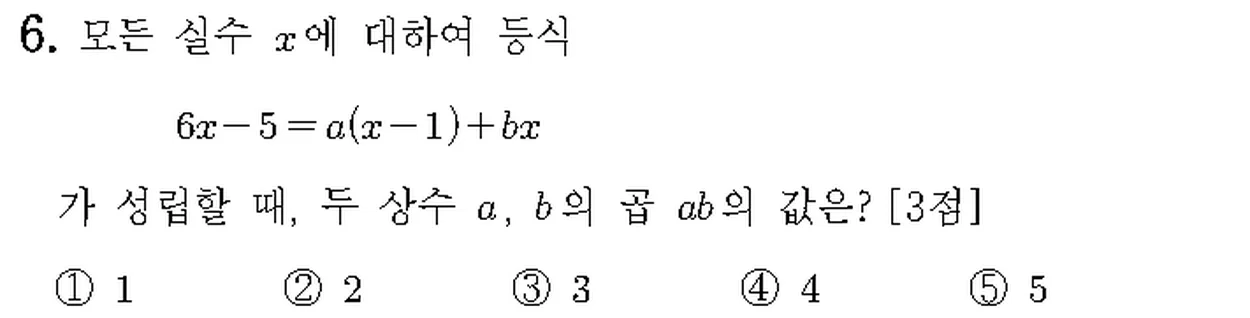 6. 모든 실수 x에 대하여 등식
6x-5=a(x-1)+bx
가 성립할 때, 두 상수 a, b의 곱 ab의 값은? [3점]
① 1 ② 2 ③ 3 ④ 4 ⑤ 5